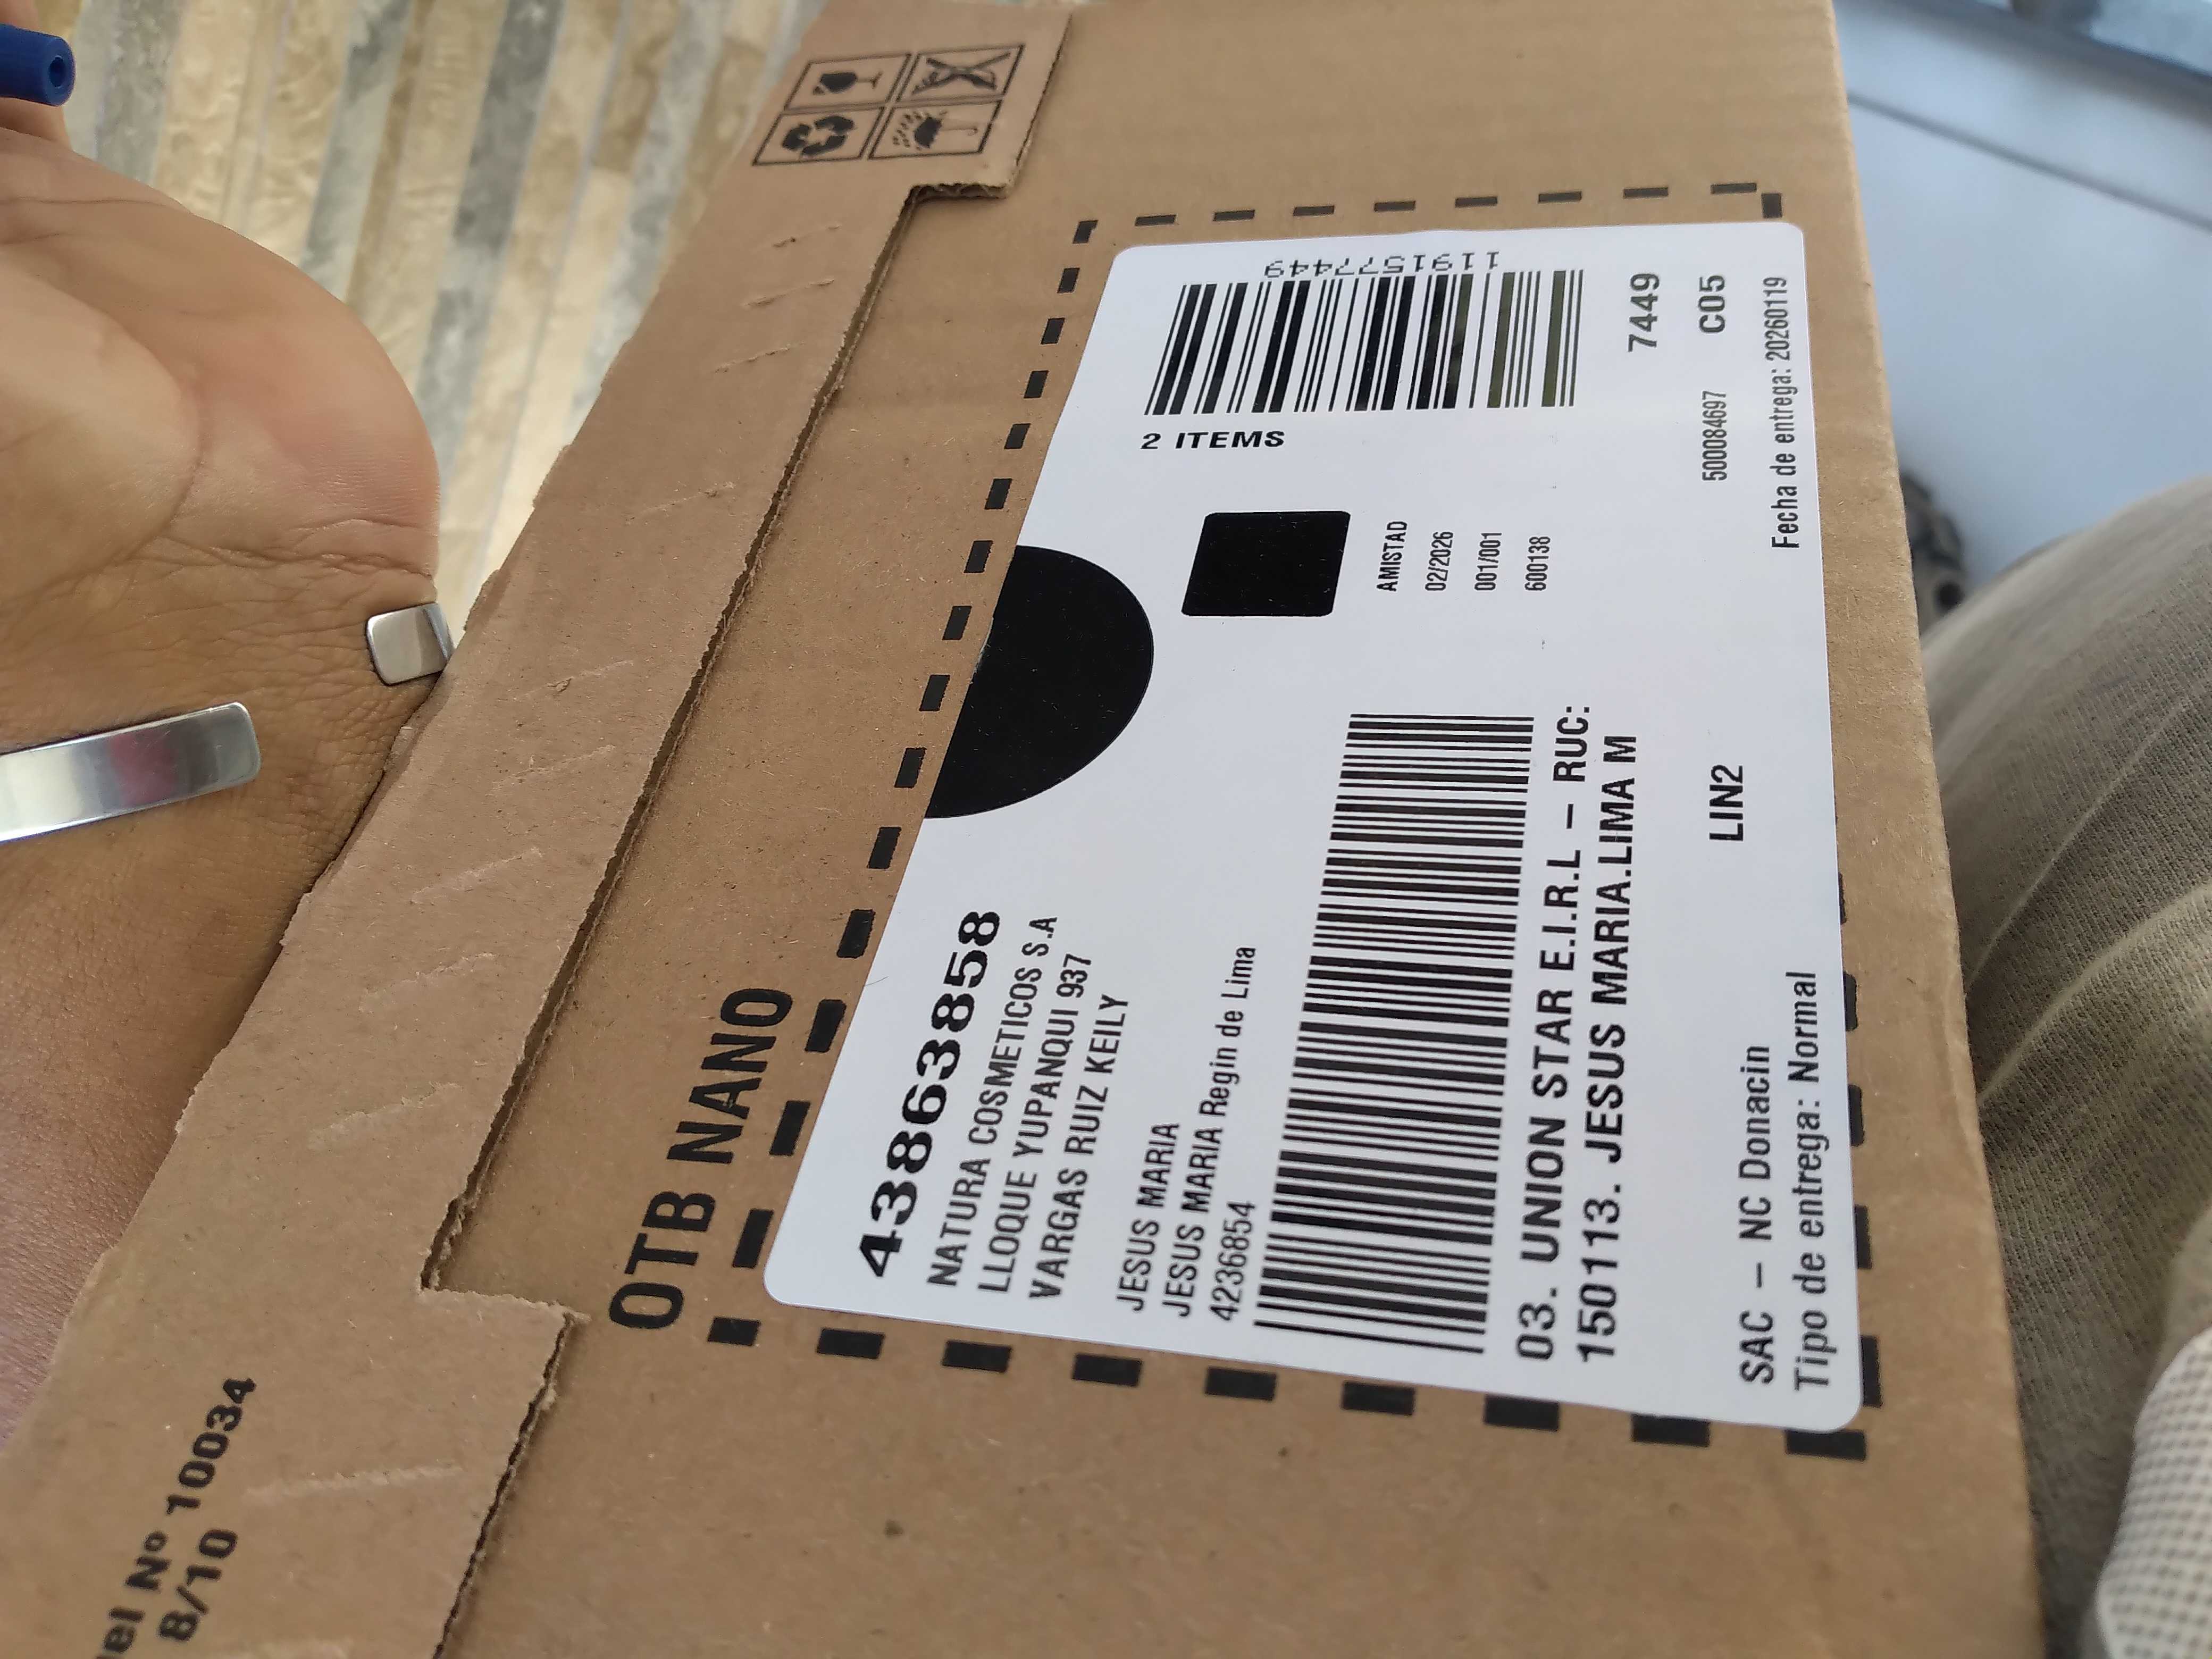 OTB NANO
43863858
NATURA COSMETICOS S.A
LLOQUE YUPANQUI 937
VARGAS RUIZ KEILY
JESUS MARIA
JESUS MARIA Regin de Lima
4236854
2 ITEMS
1191577449
AMISTAD
02/2026
001/001
600138
7449
03. UNION STAR E.I.R.L – RUC:
150113. JESUS MARIA.LIMA M
500084697 C05
LIN2
SAC – NC Donacin
Tipo de entrega: Normal
Fecha de entrega: 20260119
Nº 10034
8/10